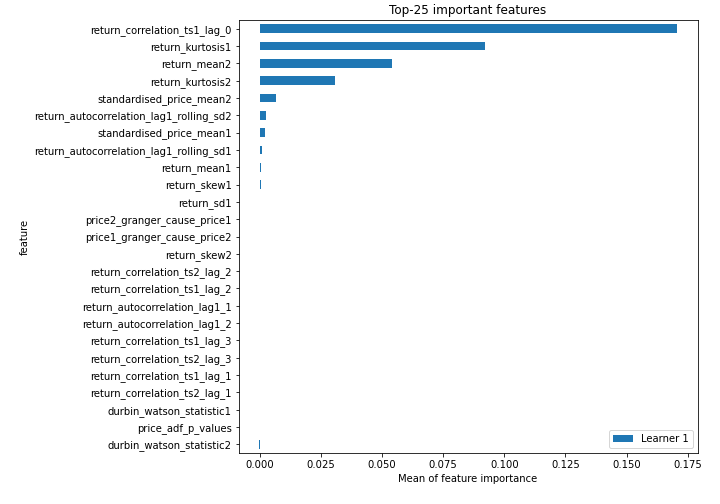 Top-25 important features
return_correlation_ts1_lag_0
return_kurtosis1
return_mean2
return_kurtosis2
standardised_price_mean2
return_autocorrelation_lag1_rolling_sd2
standardised_price_mean1
return_autocorrelation_lag1_rolling_sd1
return_mean1
return_skew1
return_sd1
price2_granger_cause_price1
price1_granger_cause_price2
return_skew2
return_correlation_ts2_lag_2
return_correlation_ts1_lag_2
return_autocorrelation_lag1_1
return_autocorrelation_lag1_2
return_correlation_ts1_lag_3
return_correlation_ts2_lag_3
return_correlation_ts1_lag_1
return_correlation_ts2_lag_1
durbin_watson_statistic1
price_adf_p_values
durbin_watson_statistic2
feature
Learner 1
0.000 0.025 0.050 0.075 0.100 0.125 0.150 0.175
Mean of feature importance